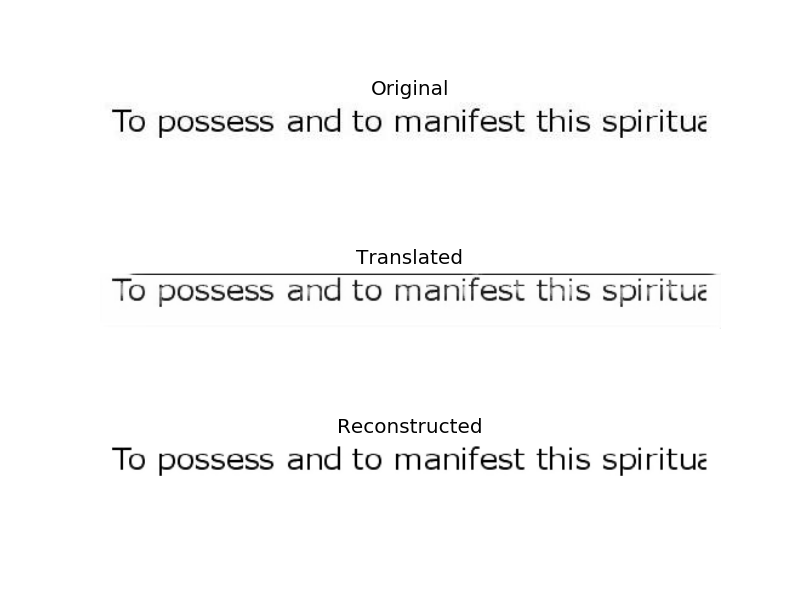 Original
To possess and to manifest this spiritua
Translated
To possess and to manifest this spiritua
Reconstructed
To possess and to manifest this spiritua